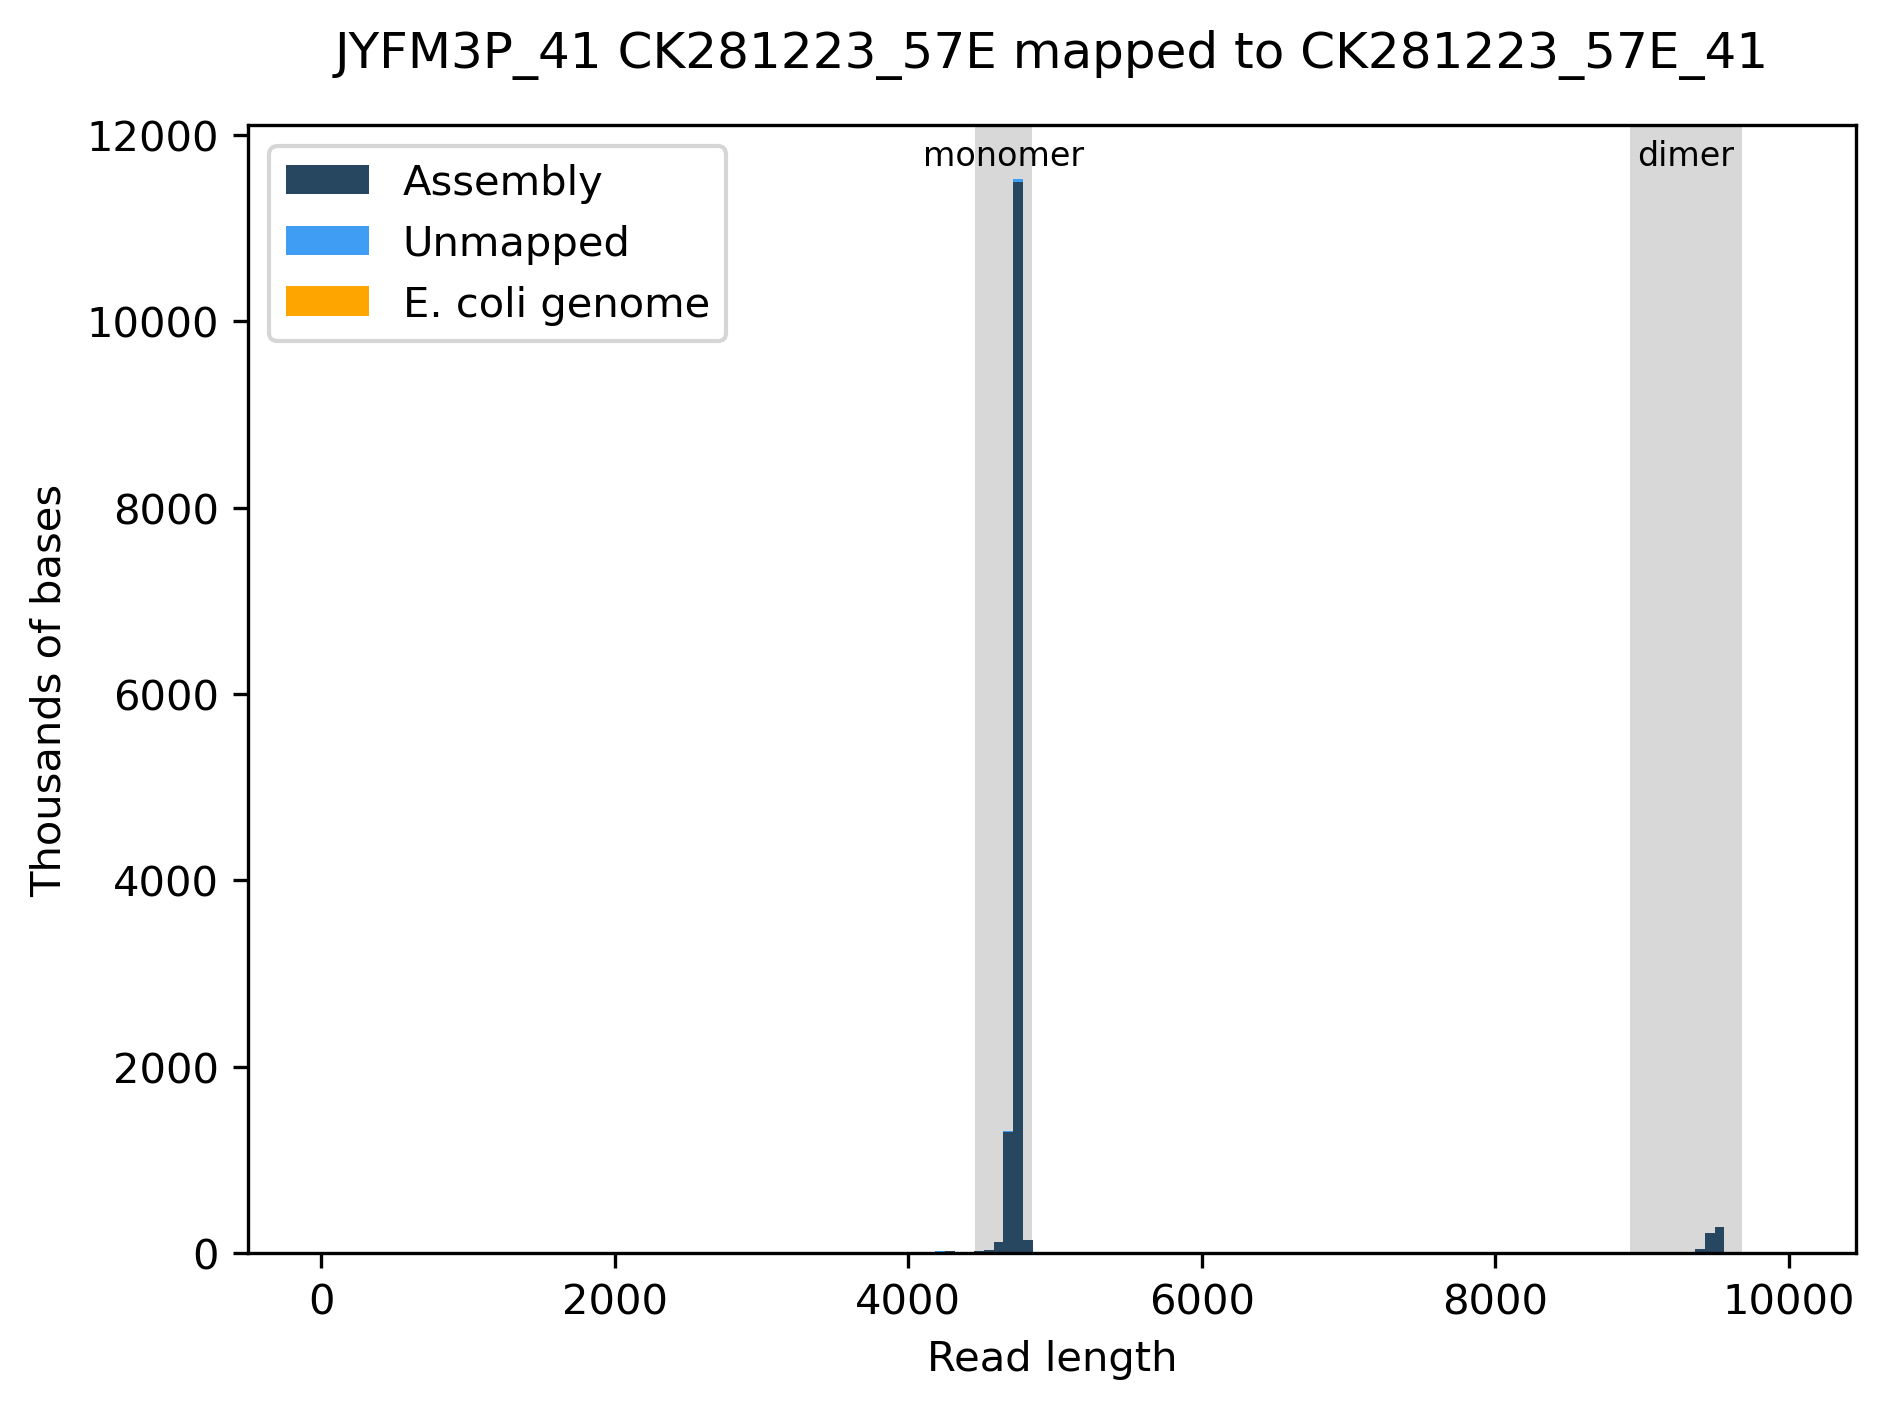 JYFM3P_41 CK281223_57E mapped to CK281223_57E_41
12000
10000
8000
6000
4000
2000
0
Thousands of bases
Assembly
Unmapped
E. coli genome
monomer
dimer
0
2000
4000
6000
8000
10000
Read length